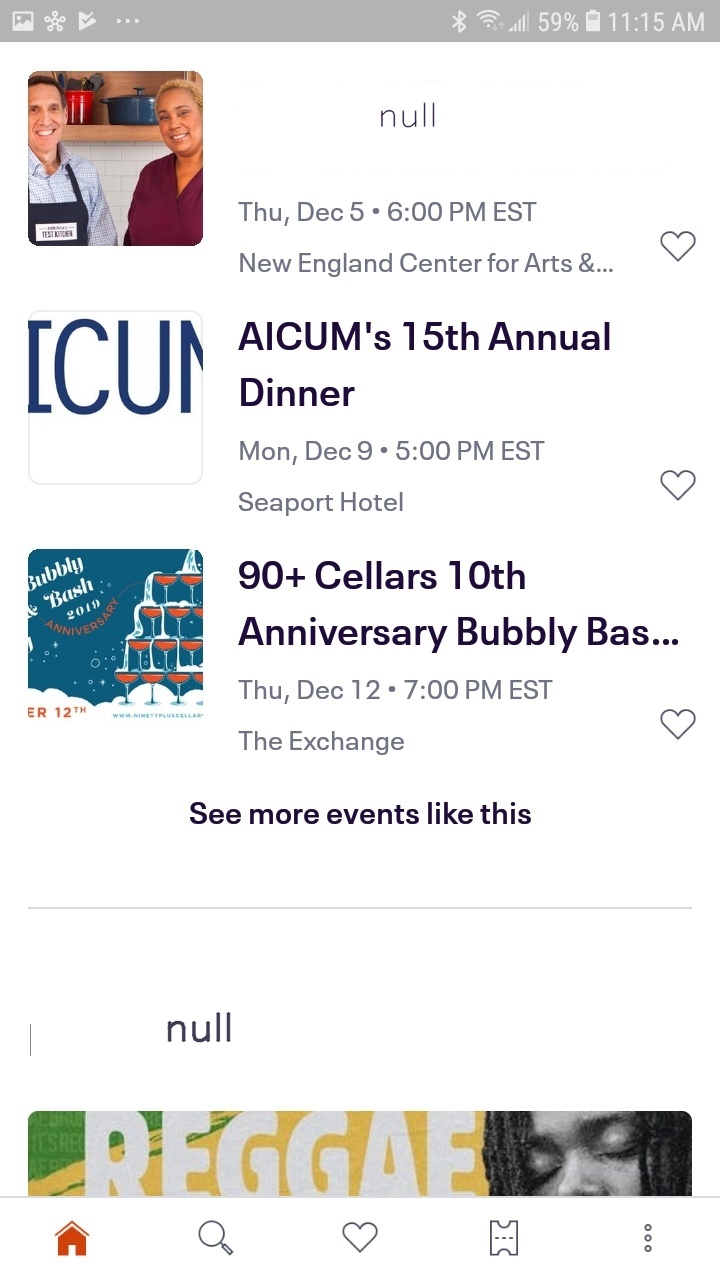 59% 11:15 AM
null
TEST KITCHEN
Thu, Dec 5 • 6:00 PM EST
New England Center for Arts &...
ICUM
AICUM's 15th Annual
Dinner
Mon, Dec 9 • 5:00 PM EST
Seaport Hotel
Bubbly
& Bash
2019
ANNIVERSARY
ER 12TH
WWW.NINETYPLUSCELLAR
90+ Cellars 10th
Anniversary Bubbly Bas...
Thu, Dec 12 • 7:00 PM EST
The Exchange
See more events like this
null
REGGAE